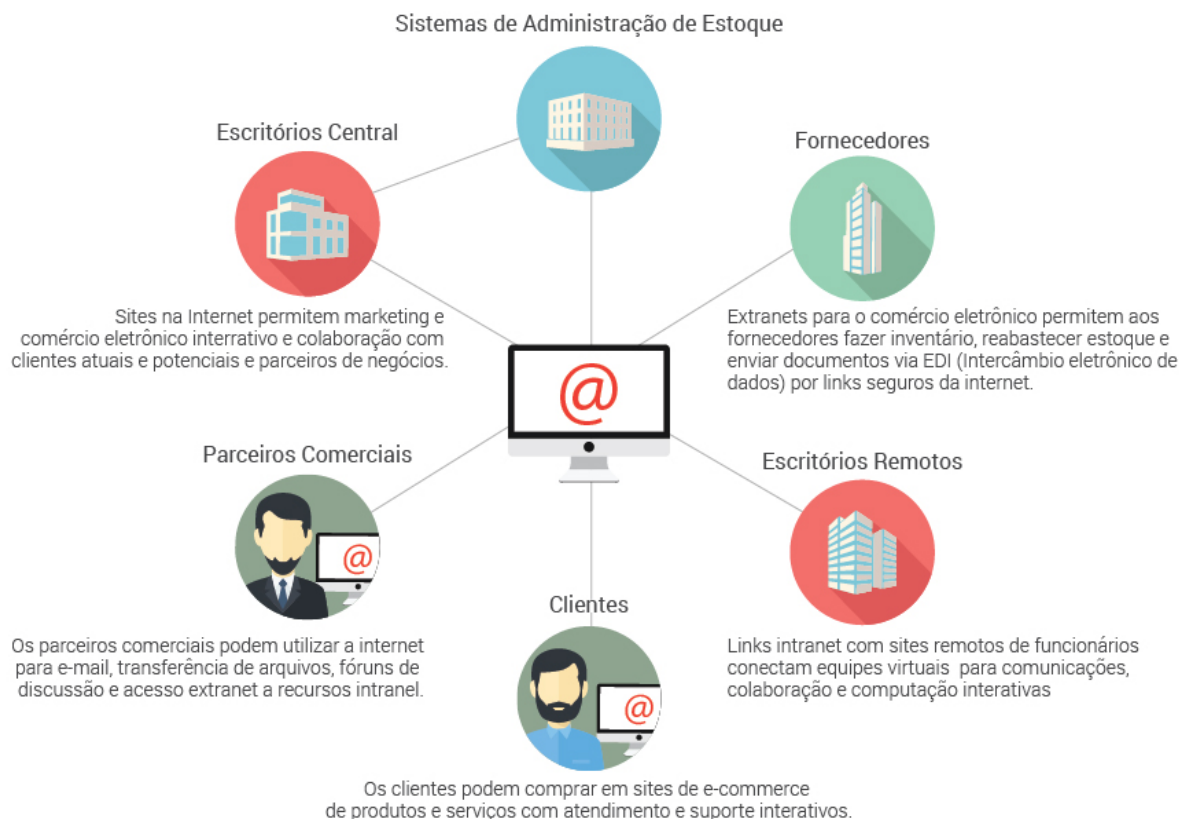 Sistemas de Administração de Estoque
Escritórios Central
Sites na Internet permitem marketing e
comércio eletrônico interrativo e colaboração com
clientes atuais e potenciais e parceiros de negócios.
Fornecedores
Extranets para o comércio eletrônico permitem aos
fornecedores fazer inventário, reabastecer estoque e
enviar documentos via EDI (Intercâmbio eletrônico de
dados) por links seguros da internet.
@
Parceiros Comerciais
@
Os parceiros comerciais podem utilizar a internet
para e-mail, transferência de arquivos, fóruns de
discussão e acesso extranet a recursos intranel.
Escritórios Remotos
Links intranet com sites remotos de funcionários
conectam equipes virtuais para comunicações,
colaboração e computação interativas
Clientes
@
Os clientes podem comprar em sites de e-commerce
de produtos e serviços com atendimento e suporte interativos.